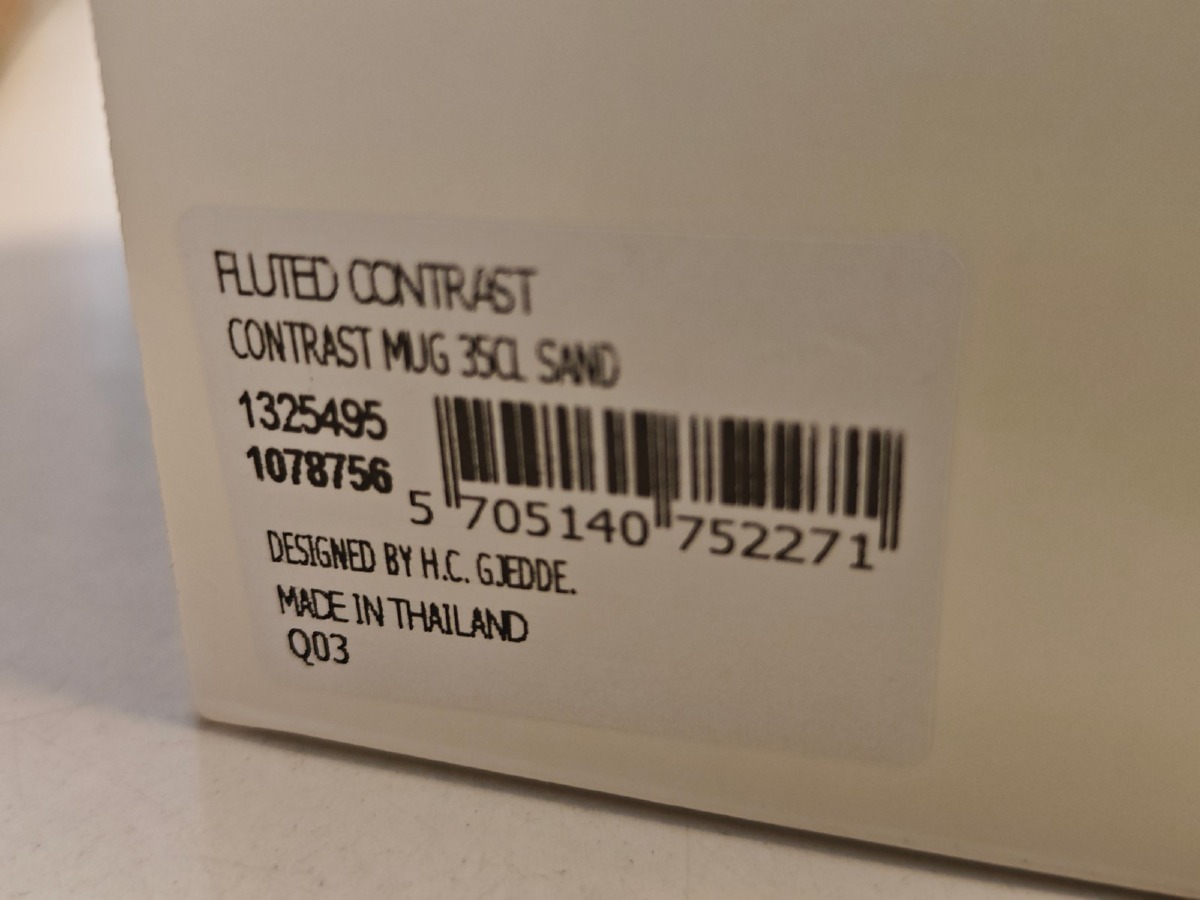 FLUTED CONTRAST
CONTRAST MUG 35CL SAND
1325495
1078756
5 705140 752271
DESIGNED BY H.C. GJEDDE.
MADE IN THAILAND
Q03